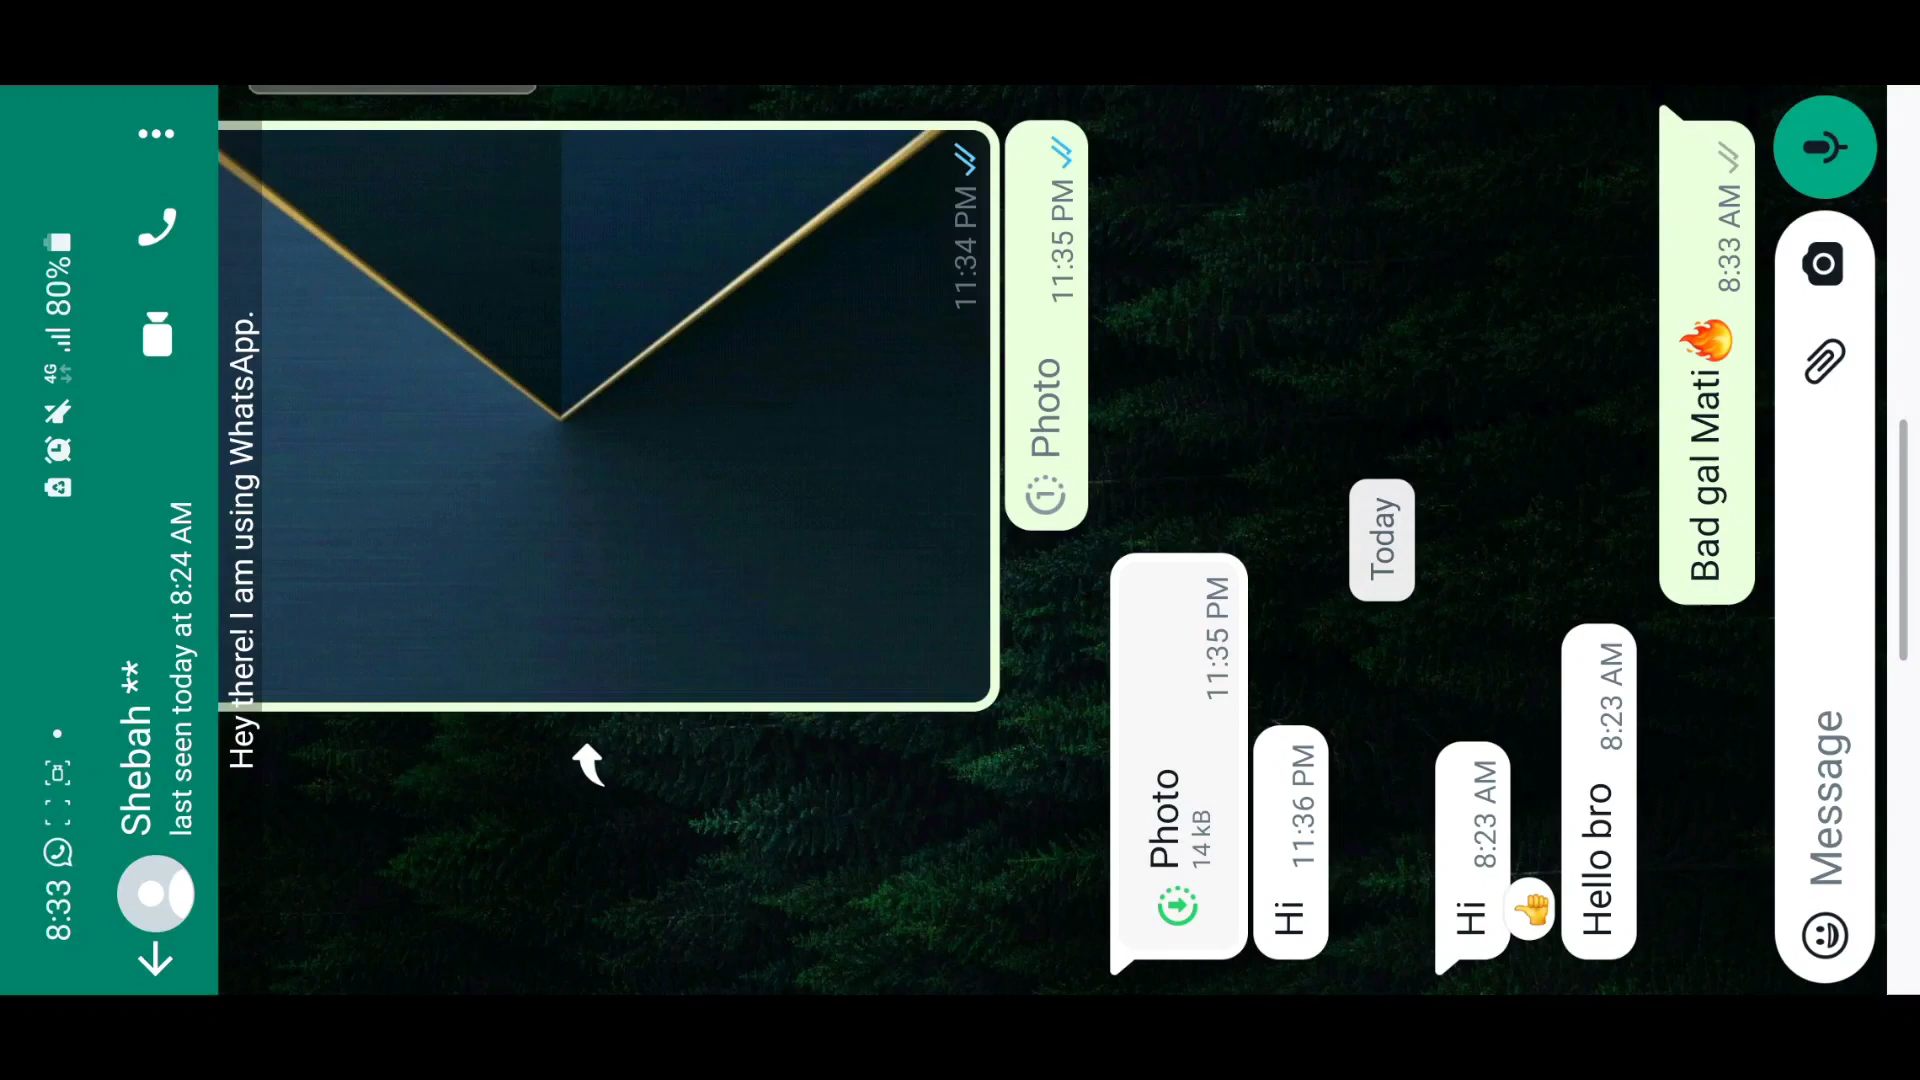 8:33
4G 80%
Shebah **
last seen today at 8:24 AM
Hey there! I am using WhatsApp.
11:34 PM
1 Photo 11:35 PM
Photo
14 kB
11:35 PM
Hi 11:36 PM
Today
Hi 8:23 AM
👍
Hello bro 8:23 AM
Bad gal Mati🔥 8:33 AM
Message